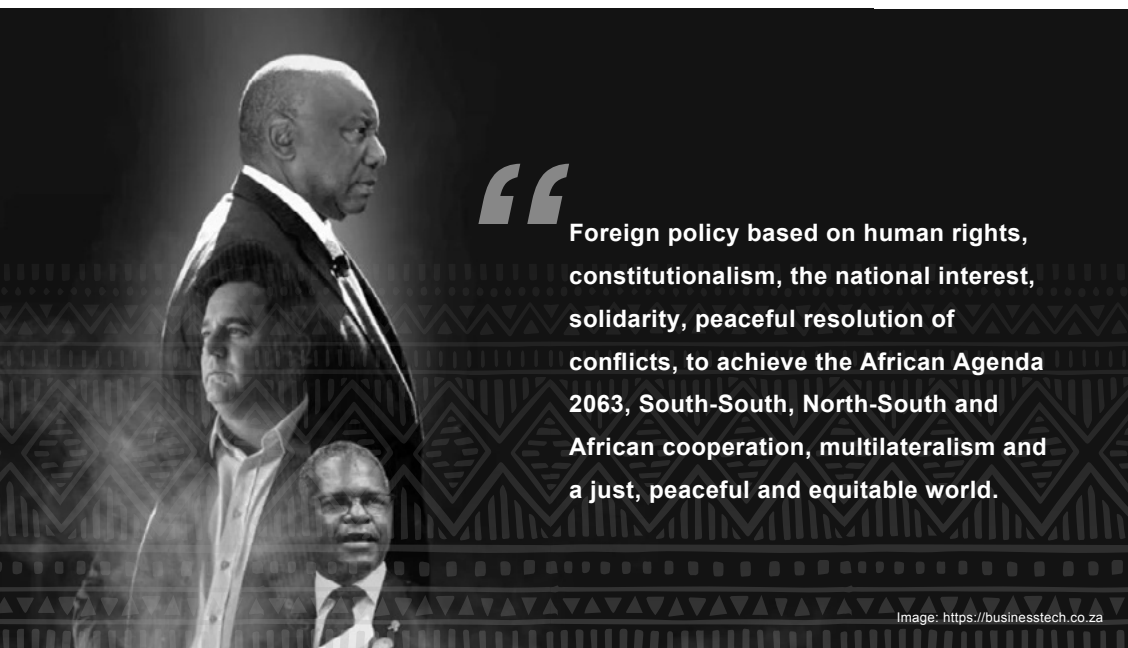 “
Foreign policy based on human rights,
constitutionalism, the national interest,
solidarity, peaceful resolution of
conflicts, to achieve the African Agenda
2063, South-South, North-South and
African cooperation, multilateralism and
a just, peaceful and equitable world.
Image: https://businesstech.co.za